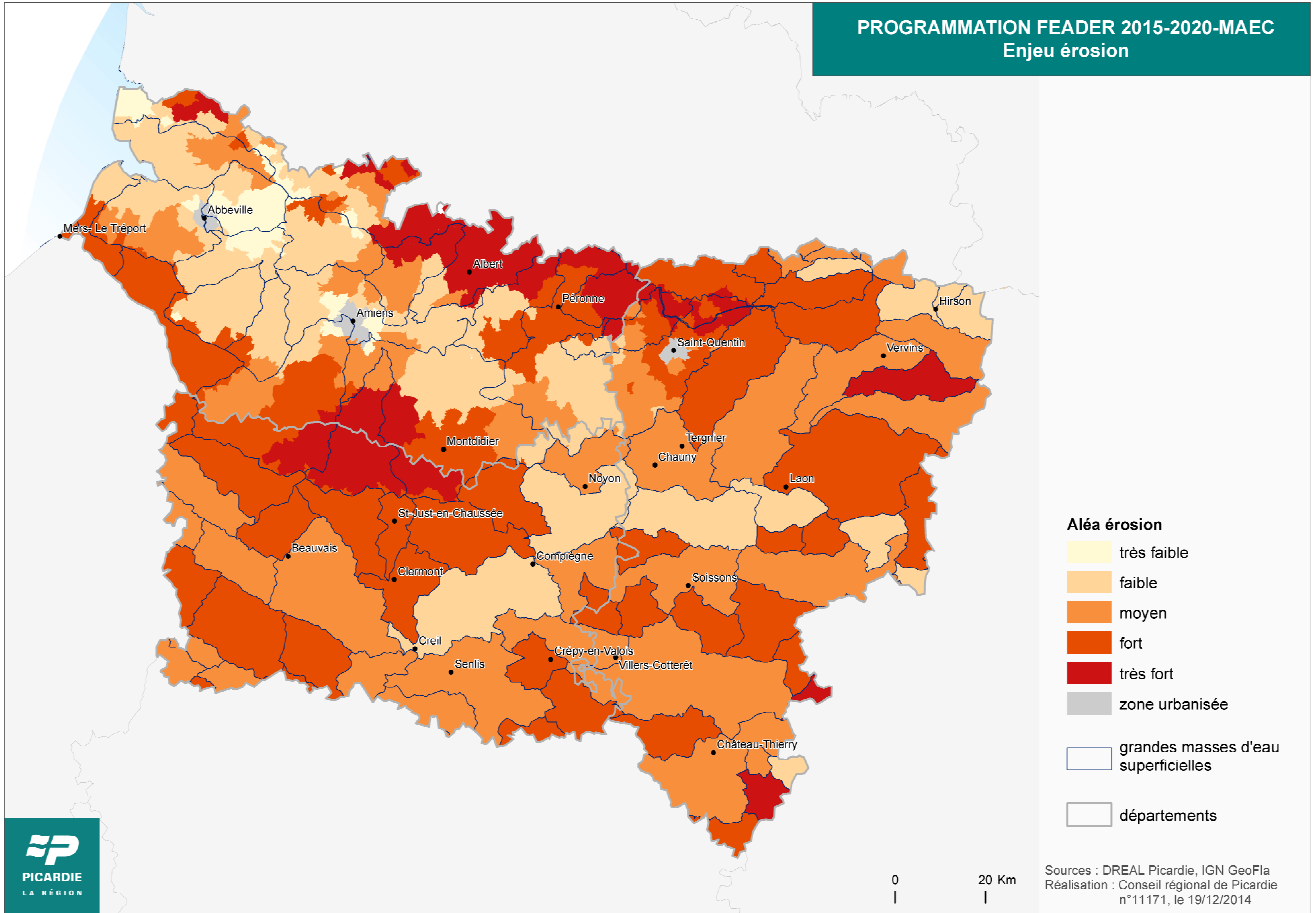 PROGRAMMATION FEADER 2015-2020-MAEC
Enjeu érosion
Abbeville
Mers- Le Tréport
Albert
Péronne
Amiens
Hirson
Saint-Quentin
Vervins
Montdidier
Tergnier
Chauny
Noyon
Laon
St-Just-en-Chaussée
Beauvais
Compiègne
Clermont
Soissons
Creil
Crépy-en-Valois
Senlis
Villers-Cotterêt
Château-Thierry
Aléa érosion
très faible
faible
moyen
fort
très fort
zone urbanisée
grandes masses d'eau
superficielles
départements
0 20 Km
Sources : DREAL Picardie, IGN GeoFla
Réalisation : Conseil régional de Picardie
n°11171, le 19/12/2014
PICARDIE
LA RÉGION